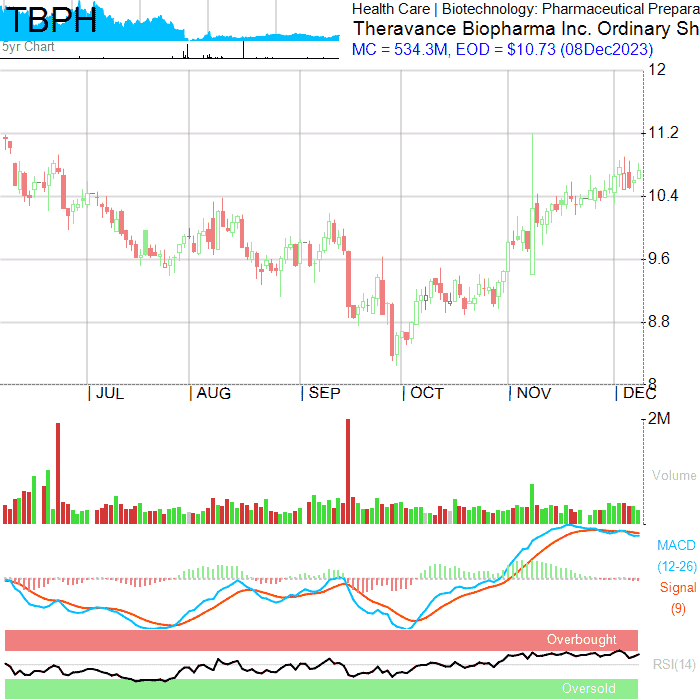 TBPH
5yr Chart
Health Care | Biotechnology: Pharmaceutical Prepara
Theravance Biopharma Inc. Ordinary Sh
MC = 534.3M, EOD = $10.73 (08Dec2023)
12
11.2
10.4
9.6
8.8
8
| JUL | AUG | SEP | OCT | NOV | DEC
2M
Volume
MACD
(12-26)
Signal
(9)
Overbought
RSI(14)
Oversold